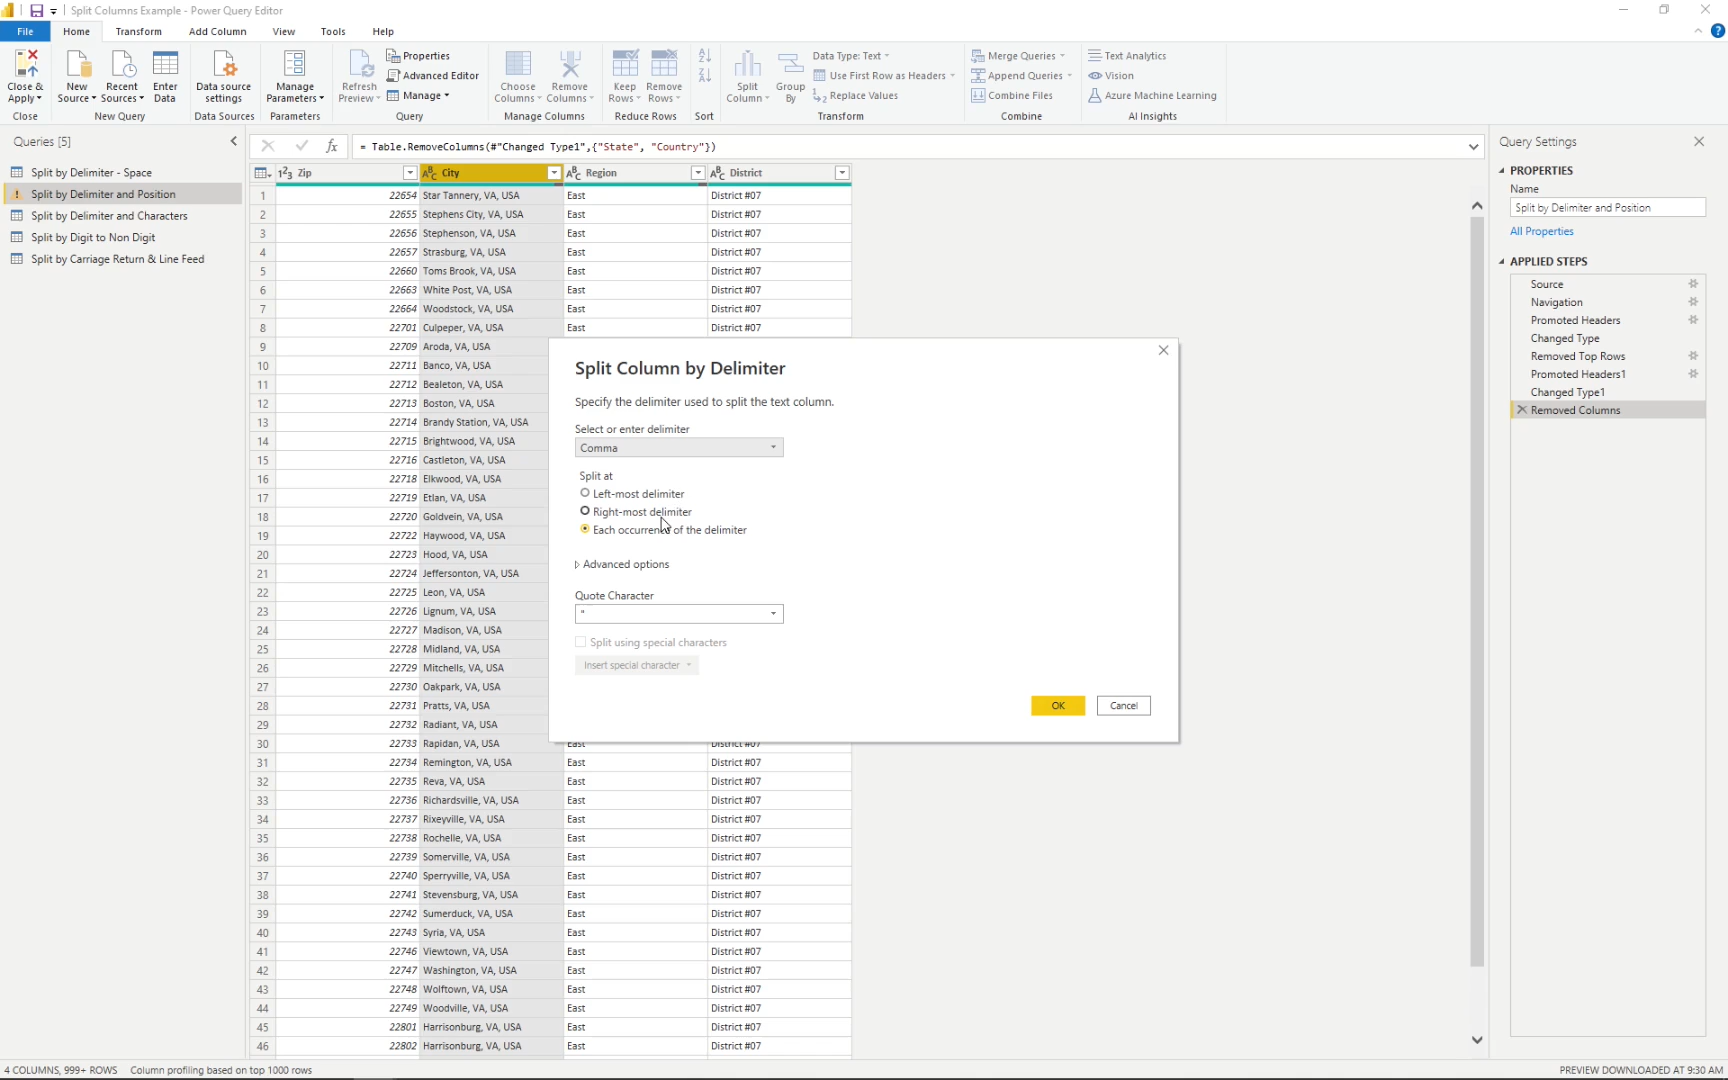 Split Columns Example - Power Query Editor
File Home Transform Add Column View Tools Help
Close & Apply
New Source
Recent Sources
Enter Data
Data source settings
Manage Parameters
Refresh Preview
Properties
Advanced Editor
Manage
Choose Columns
Remove Columns
Keep Rows
Remove Rows
Split Column
Group By
Data Type: Text
Use First Row as Headers
Replace Values
Merge Queries
Append Queries
Combine Files
Text Analytics
Vision
Azure Machine Learning
Close New Query Data Sources Parameters Query Manage Columns Reduce Rows Sort Transform Combine AI Insights
Queries [5]
Split by Delimiter - Space
Split by Delimiter and Position
Split by Delimiter and Characters
Split by Digit to Non Digit
Split by Carriage Return & Line Feed
fx = Table.RemoveColumns(#"Changed Type1",{"State", "Country"})
Zip City Region District
1 22654 Star Tannery, VA, USA East District #07
2 22655 Stephens City, VA, USA East District #07
3 22656 Stephenson, VA, USA East District #07
4 22657 Strasburg, VA, USA East District #07
5 22660 Toms Brook, VA, USA East District #07
6 22663 White Post, VA, USA East District #07
7 22664 Woodstock, VA, USA East District #07
8 22701 Culpeper, VA, USA East District #07
9 22709 Aroda, VA, USA
10 22711 Banco, VA, USA
11 22712 Bealeton, VA, USA
12 22713 Boston, VA, USA
13 22714 Brandy Station, VA, USA
14 22715 Brightwood, VA, USA
15 22716 Castleton, VA, USA
16 22718 Elkwood, VA, USA
17 22719 Etlan, VA, USA
18 22720 Goldvein, VA, USA
19 22722 Haywood, VA, USA
20 22723 Hood, VA, USA
21 22724 Jeffersonton, VA, USA
22 22725 Leon, VA, USA
23 22726 Lignum, VA, USA
24 22727 Madison, VA, USA
25 22728 Midland, VA, USA
26 22729 Mitchells, VA, USA
27 22730 Oakpark, VA, USA
28 22731 Pratts, VA, USA
29 22732 Radiant, VA, USA
30 22733 Rapidan, VA, USA East District #07
31 22734 Remington, VA, USA East District #07
32 22735 Reva, VA, USA East District #07
33 22736 Richardsville, VA, USA East District #07
34 22737 Rixeyville, VA, USA East District #07
35 22738 Rochelle, VA, USA East District #07
36 22739 Somerville, VA, USA East District #07
37 22740 Sperryville, VA, USA East District #07
38 22741 Stevensburg, VA, USA East District #07
39 22742 Sumerduck, VA, USA East District #07
40 22743 Syria, VA, USA East District #07
41 22746 Viewtown, VA, USA East District #07
42 22747 Washington, VA, USA East District #07
43 22748 Wolftown, VA, USA East District #07
44 22749 Woodville, VA, USA East District #07
45 22801 Harrisonburg, VA, USA East District #07
46 22802 Harrisonburg, VA, USA East District #07
Split Column by Delimiter
Specify the delimiter used to split the text column.
Select or enter delimiter
Comma
Split at
Left-most delimiter
Right-most delimiter
Each occurrence of the delimiter
Advanced options
Quote Character
"
Split using special characters
Insert special character
OK Cancel
Query Settings
PROPERTIES
Name
Split by Delimiter and Position
All Properties
APPLIED STEPS
Source
Navigation
Promoted Headers
Changed Type
Removed Top Rows
Promoted Headers1
Changed Type1
Removed Columns
4 COLUMNS, 999+ ROWS Column profiling based on top 1000 rows
PREVIEW DOWNLOADED AT 9:30 AM